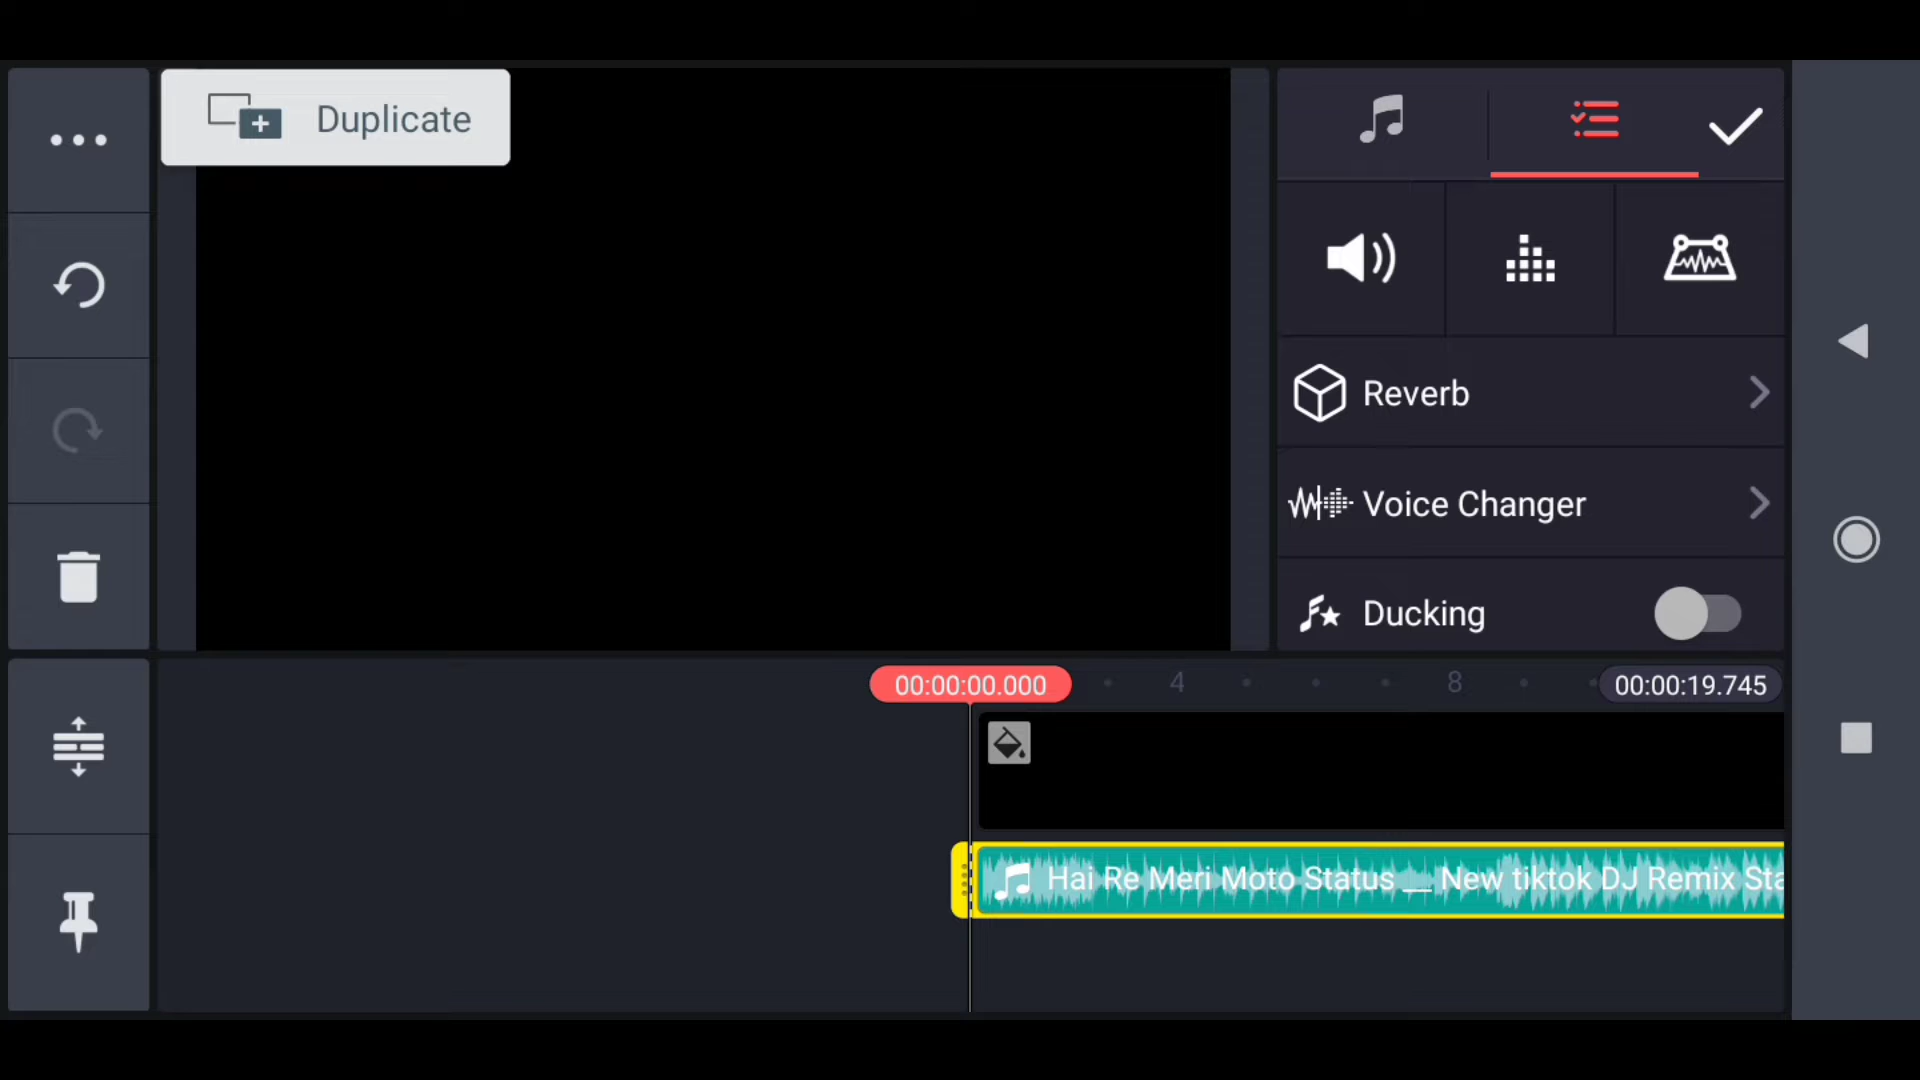 Duplicate
Reverb
Voice Changer
Ducking
00:00:00.000
4
8
00:00:19.745
Hai Re Meri Moto Status __ New tiktok DJ Remix Sta